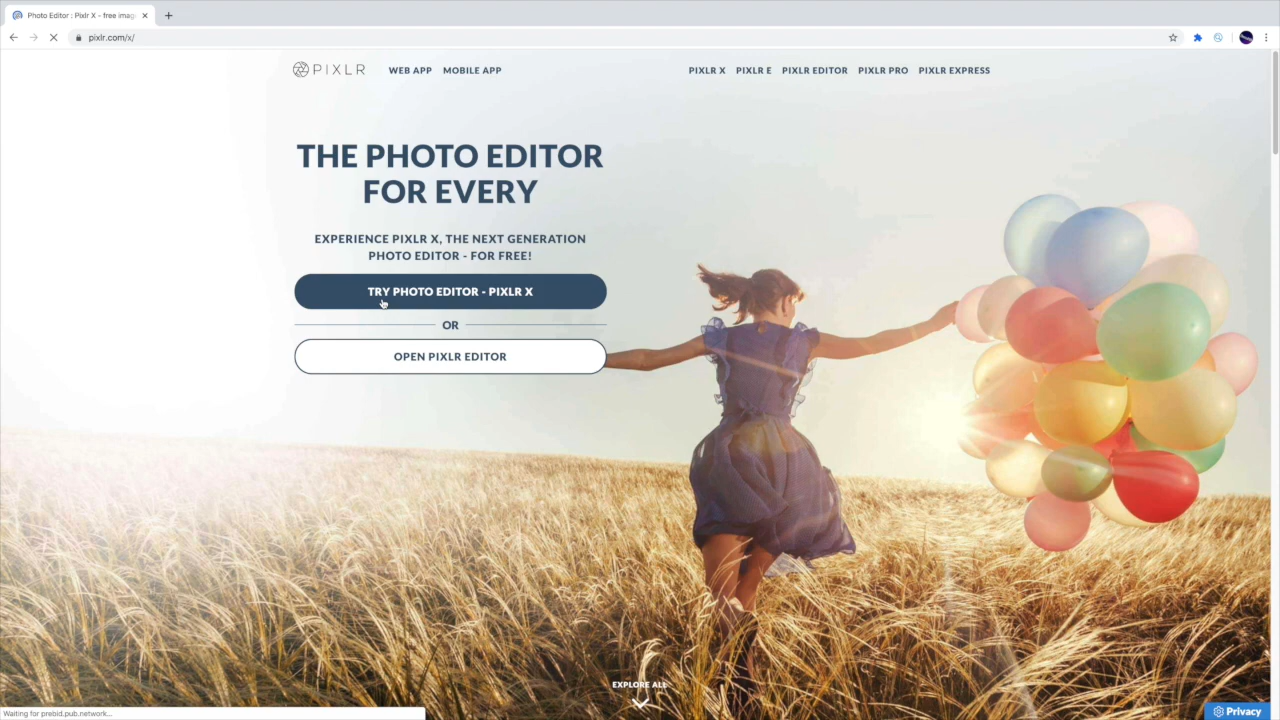 Photo Editor : Pixlr X - free imag
pixlr.com/x/
PIXLR
WEB APP
MOBILE APP
PIXLR X
PIXLR E
PIXLR EDITOR
PIXLR PRO
PIXLR EXPRESS
THE PHOTO EDITOR
FOR EVERY
EXPERIENCE PIXLR X, THE NEXT GENERATION
PHOTO EDITOR - FOR FREE!
TRY PHOTO EDITOR - PIXLR X
OR
OPEN PIXLR EDITOR
EXPLORE ALL
Waiting for prebid.pub.network...
Privacy